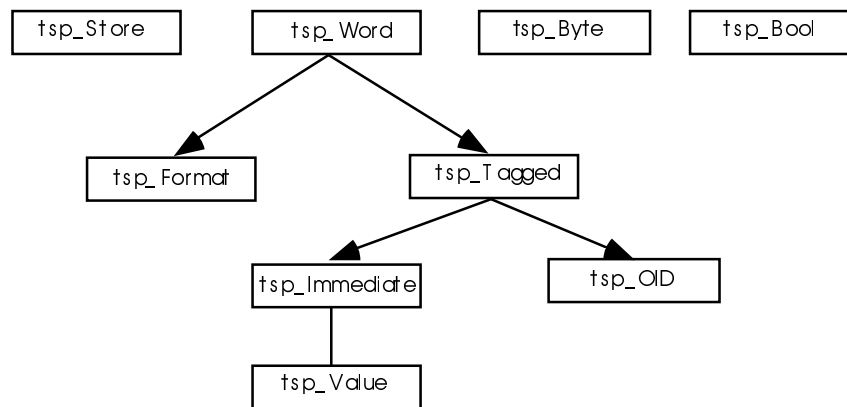 tsp_Store tsp_Word tsp_Byte tsp_Bool
tsp_Format tsp_Tagged
tsp_Immediate tsp_OID
tsp_Value